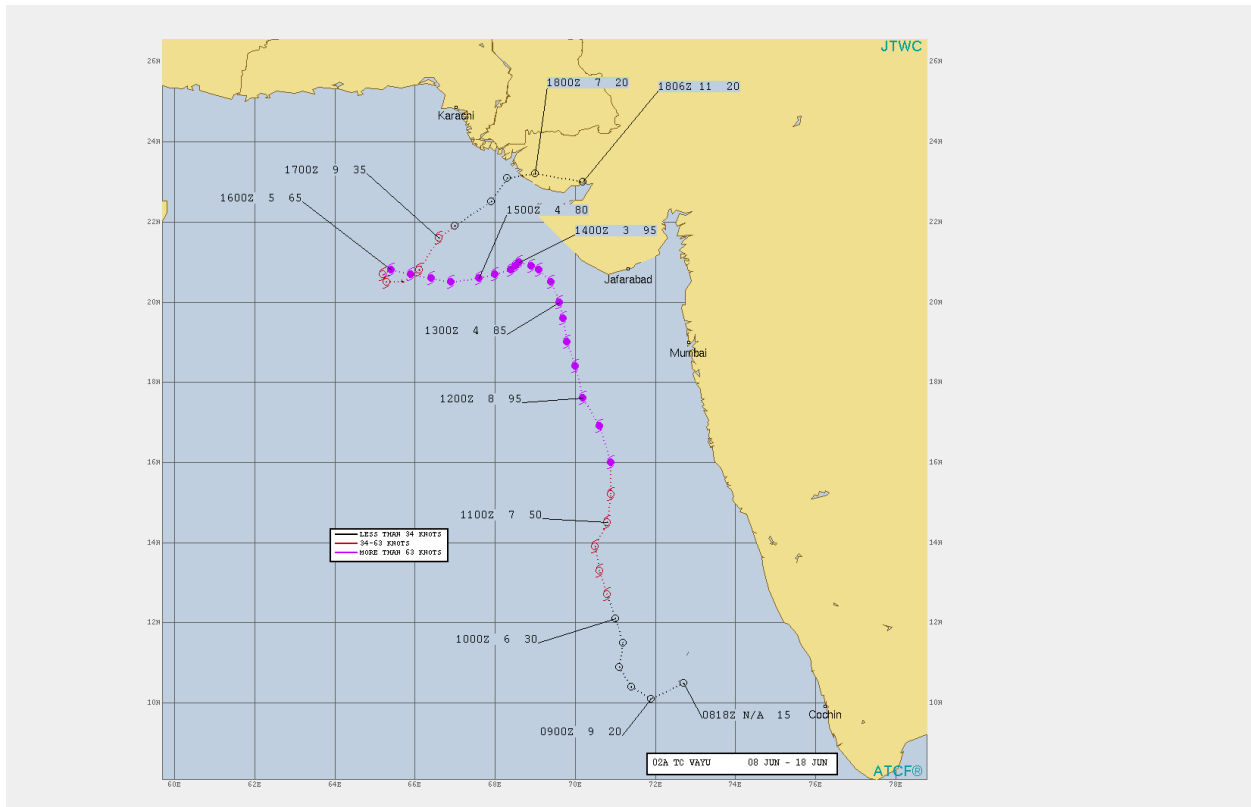 JTWC
26N
26N
1800Z 7 20
1806Z 11 20
Karachi
24N
24N
1700Z 9 35
1600Z 5 65
1500Z 4 80
22N
22N
1400Z 3 95
Jafarabad
20N
20N
1300Z 4 85
Mumbai
18N
18N
1200Z 8 95
16N
16N
1100Z 7 50
LESS THAN 34 KNOTS
34-63 KNOTS
MORE THAN 63 KNOTS
14N
14N
12N
12N
1000Z 6 30
10N
10N
0818Z N/A 15
Cochin
0900Z 9 20
02A TC VAYU 08 JUN - 18 JUN
ATCF®
60E 62E 64E 66E 68E 70E 72E 74E 76E 78E